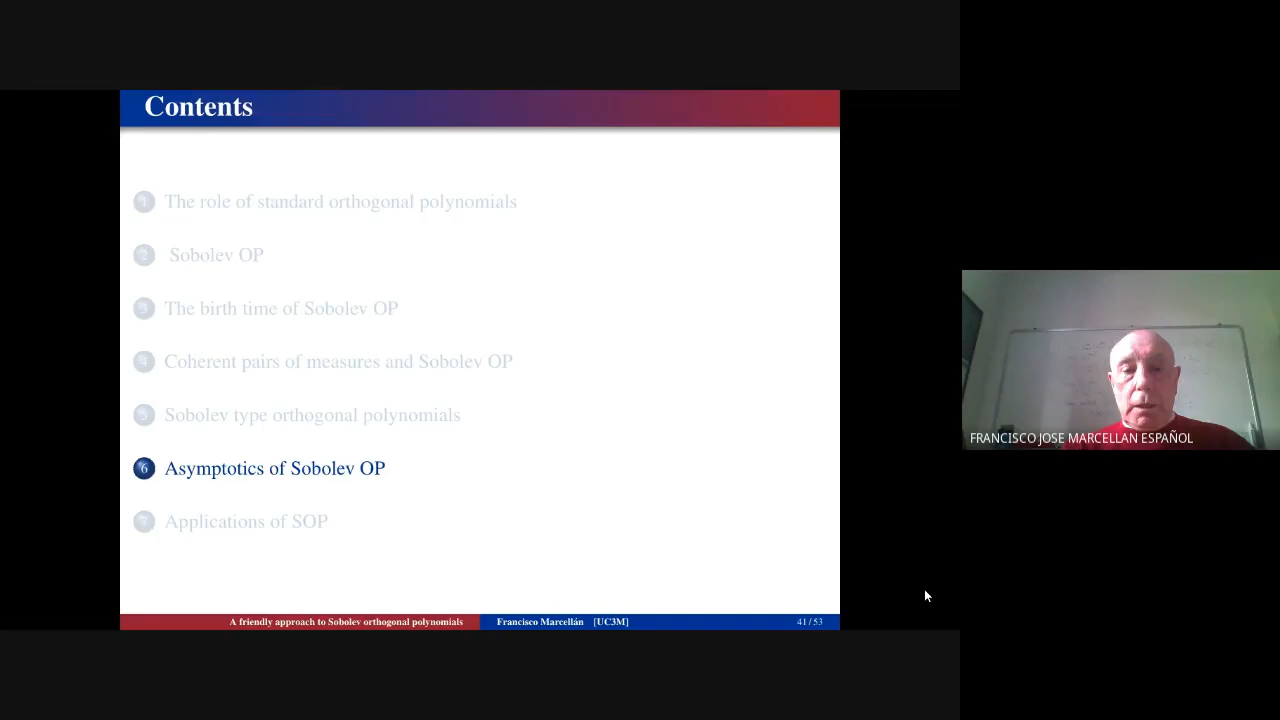 Contents
1 The role of standard orthogonal polynomials
2 Sobolev OP
3 The birth time of Sobolev OP
4 Coherent pairs of measures and Sobolev OP
5 Sobolev type orthogonal polynomials
6 Asymptotics of Sobolev OP
7 Applications of SOP
A friendly approach to Sobolev orthogonal polynomials Francisco Marcellán [UC3M] 41 / 53
FRANCISCO JOSE MARCELLAN ESPAÑOL